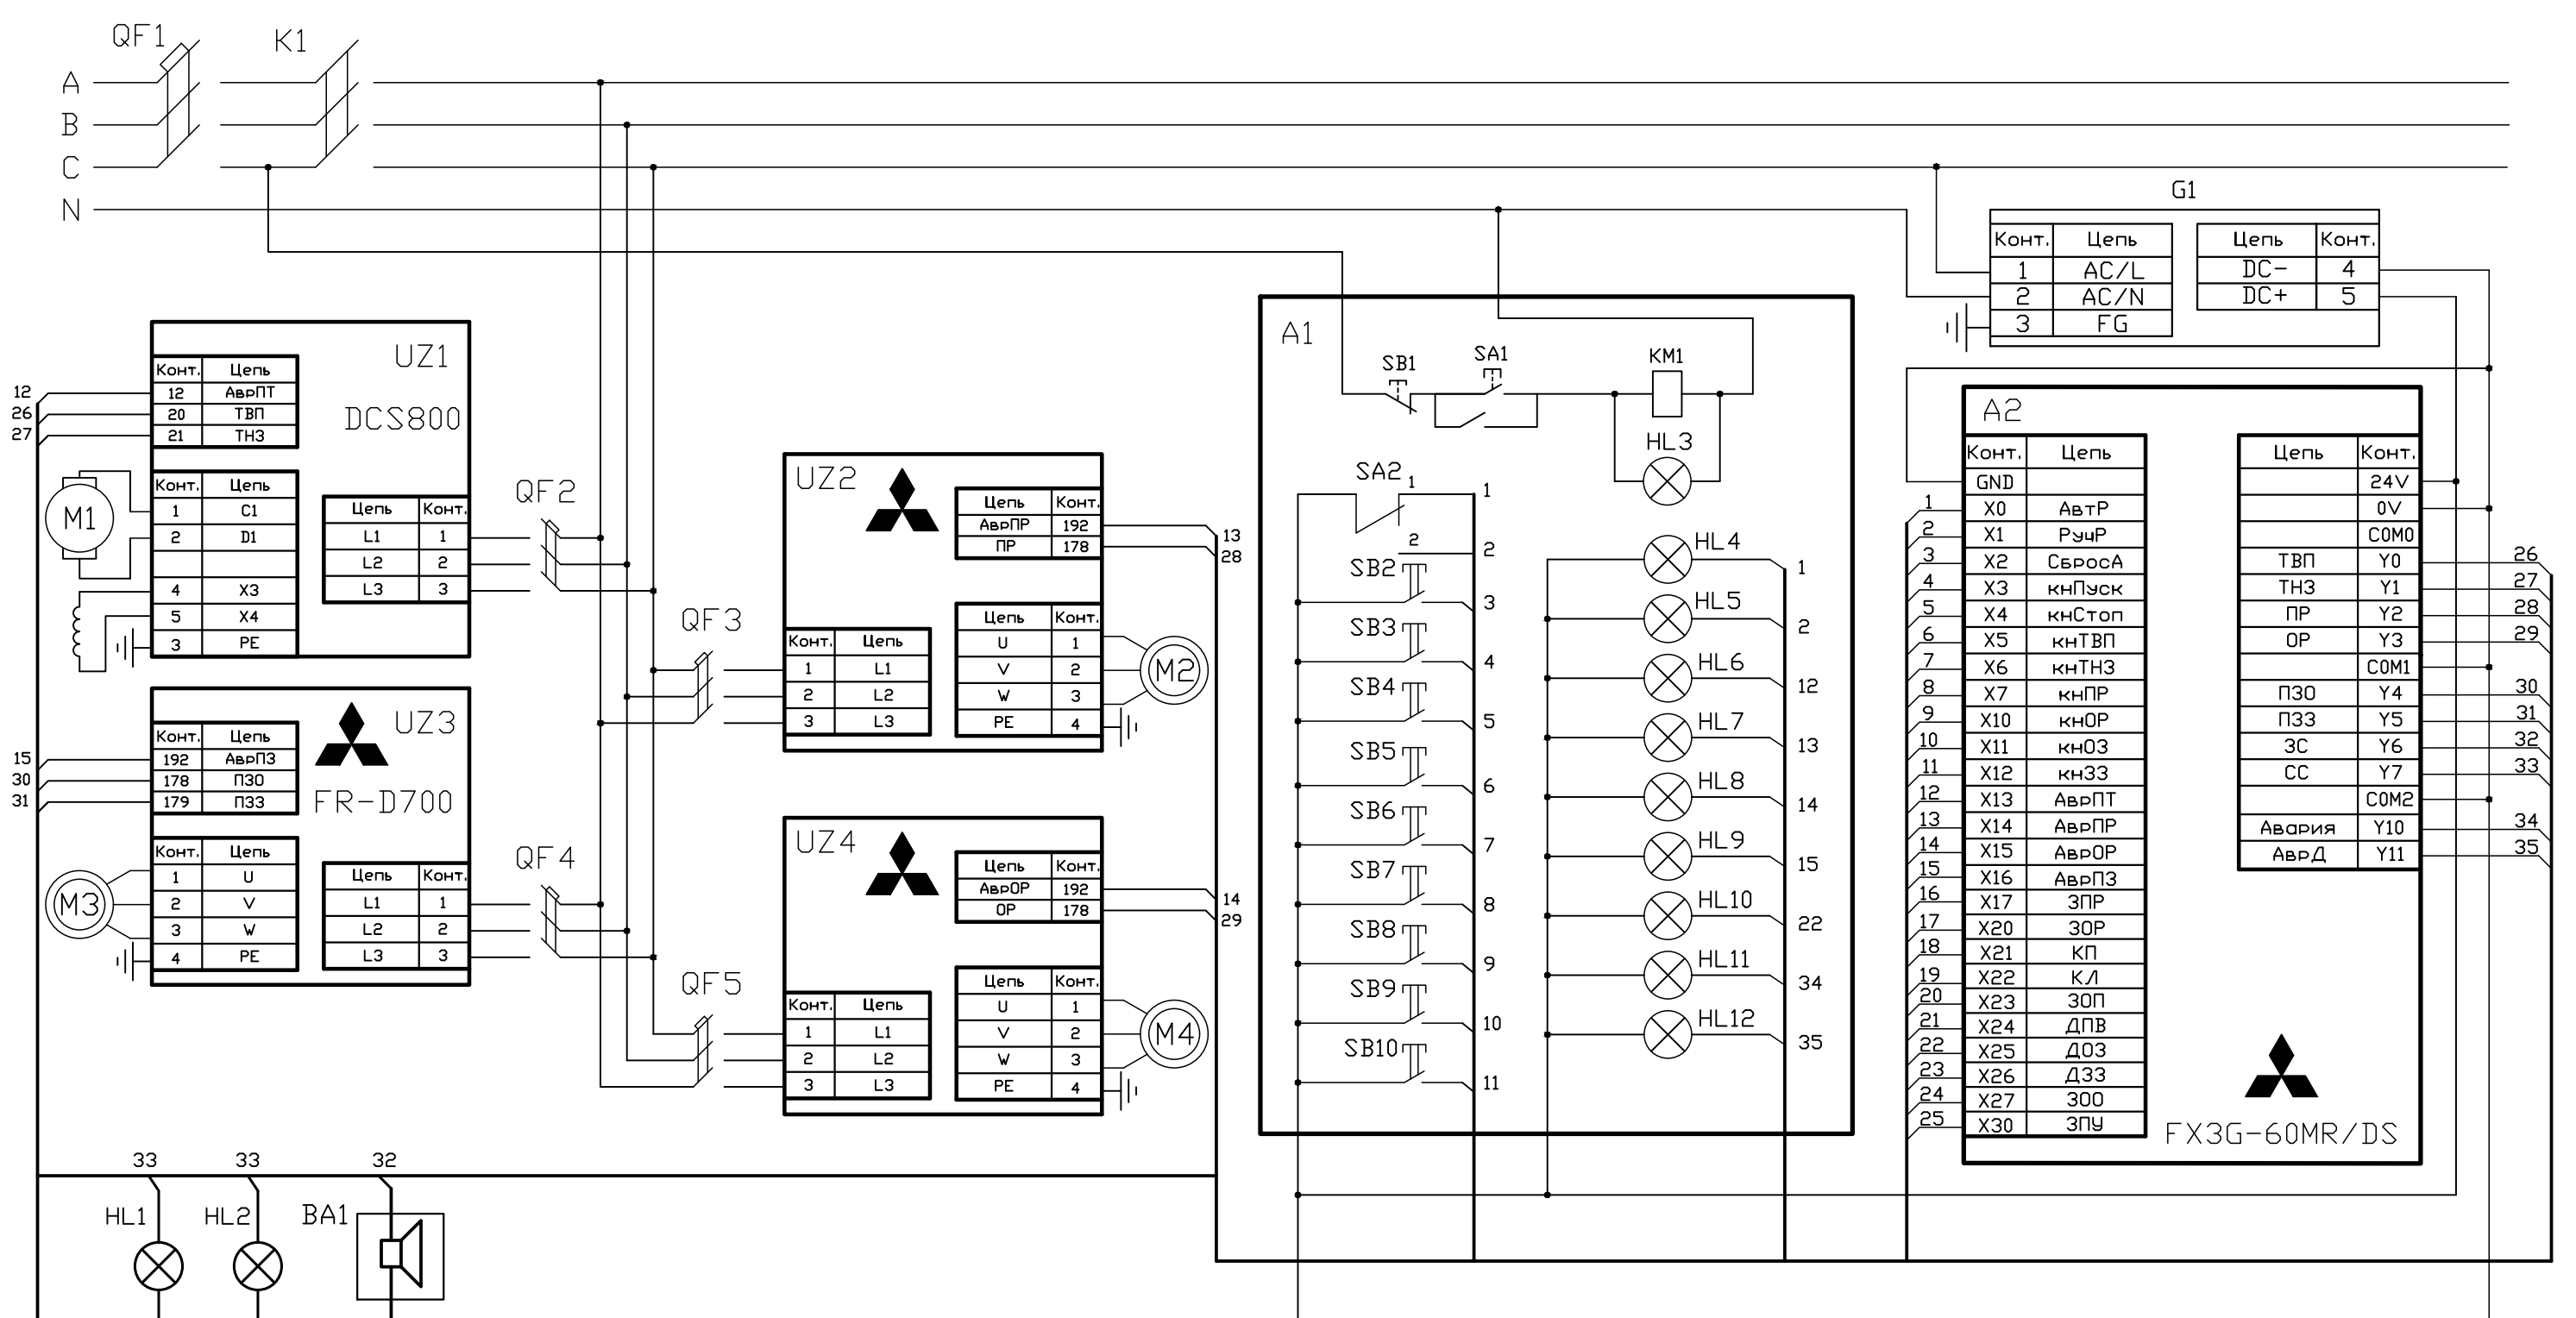 QF1
K1
A
B
C
N
G1
Конт. Цепь
1 AC/L
2 AC/N
3 FG
Цепь Конт.
DC- 4
DC+ 5
UZ1
DCS800
Конт. Цепь
12 АврПТ
20 ТВП
21 ТНЗ
12
26
27
Конт. Цепь
1 C1
2 D1
4 X3
5 X4
3 PE
Цепь Конт.
L1 1
L2 2
L3 3
M1
QF2
UZ3
FR-D700
Конт. Цепь
192 АврПЗ
178 ПЗО
179 ПЗЗ
15
30
31
Конт. Цепь
1 U
2 V
3 W
4 PE
Цепь Конт.
L1 1
L2 2
L3 3
M3
QF4
UZ2
Цепь Конт.
АврПР 192
ПР 178
13
28
QF3
Конт. Цепь
1 L1
2 L2
3 L3
Цепь Конт.
U 1
V 2
W 3
PE 4
M2
UZ4
Цепь Конт.
АврОР 192
ОР 178
14
29
QF5
Конт. Цепь
1 L1
2 L2
3 L3
Цепь Конт.
U 1
V 2
W 3
PE 4
M4
A1
SB1
SA1
KM1
HL3
SA2
1
1
2
2
SB2
3
SB3
4
SB4
5
SB5
6
SB6
7
SB7
8
SB8
9
SB9
10
SB10
11
HL4
1
HL5
2
HL6
12
HL7
13
HL8
14
HL9
15
HL10
22
HL11
34
HL12
35
A2
Конт. Цепь
GND
1 X0 АвтР
2 X1 РучР
3 X2 СбросА
4 X3 кнПуск
5 X4 кнСтоп
6 X5 кнТВП
7 X6 кнТНЗ
8 X7 кнПР
9 X10 кнОР
10 X11 кнОЗ
11 X12 кнЗЗ
12 X13 АврПТ
13 X14 АврПР
14 X15 АврОР
15 X16 АврПЗ
16 X17 ЗПР
17 X20 ЗОР
18 X21 КП
19 X22 КЛ
20 X23 ЗОП
21 X24 ДПВ
22 X25 ДОЗ
23 X26 ДЗЗ
24 X27 ЗОО
25 X30 ЗПУ
Цепь Конт.
24V
0V
COM0
ТВП Y0 26
ТНЗ Y1 27
ПР Y2 28
ОР Y3 29
COM1
ПЗО Y4 30
ПЗЗ Y5 31
ЗС Y6 32
СС Y7 33
COM2
Авария Y10 34
АврД Y11 35
FX3G-60MR/DS
33
33
32
HL1
HL2
BA1